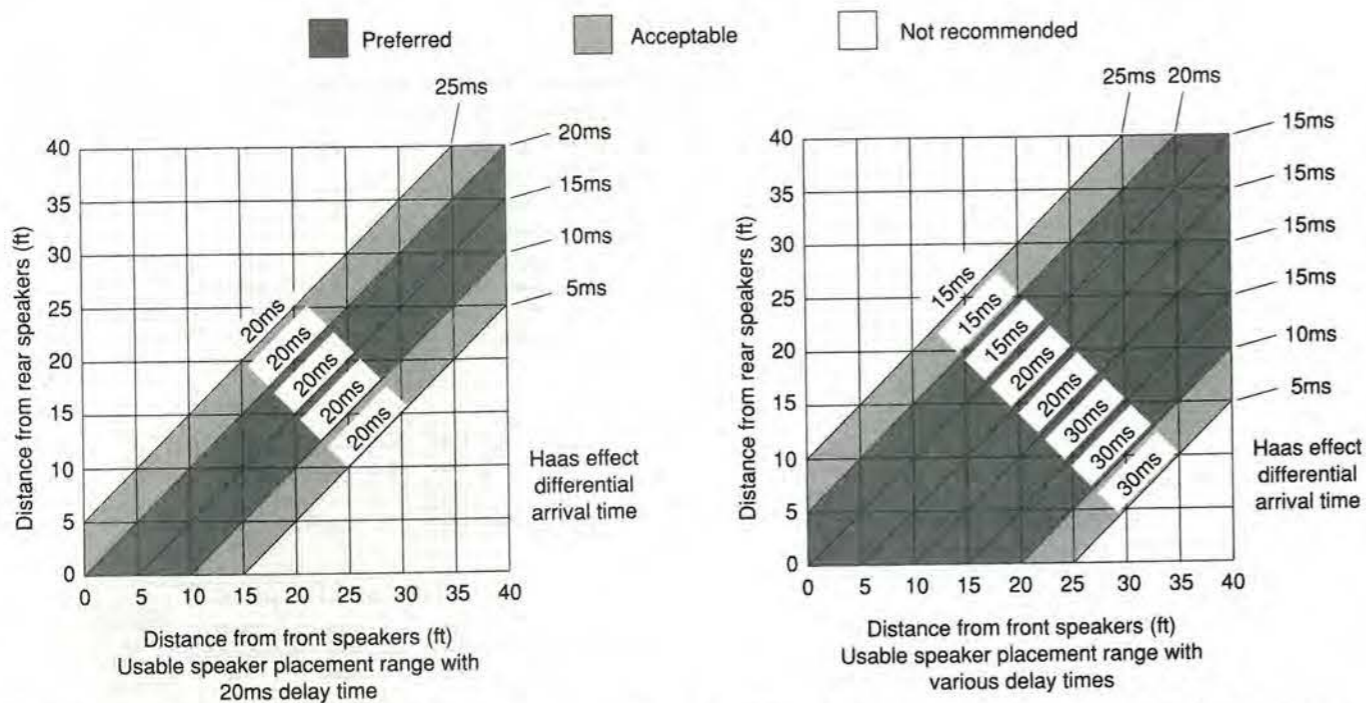 Preferred
Acceptable
Not recommended
25ms
20ms
15ms
10ms
5ms
40
35
30
25
20
15
10
5
0
Distance from rear speakers (ft)
20ms
20ms
20ms
20ms
20ms
Haas effect
differential
arrival time
0 5 10 15 20 25 30 35 40
Distance from front speakers (ft)
Usable speaker placement range with
20ms delay time
25ms 20ms
15ms
15ms
15ms
15ms
10ms
5ms
40
35
30
25
20
15
10
5
0
Distance from rear speakers (ft)
15ms
15ms
15ms
20ms
20ms
30ms
30ms
30ms
Haas effect
differential
arrival time
0 5 10 15 20 25 30 35 40
Distance from front speakers (ft)
Usable speaker placement range with
various delay times